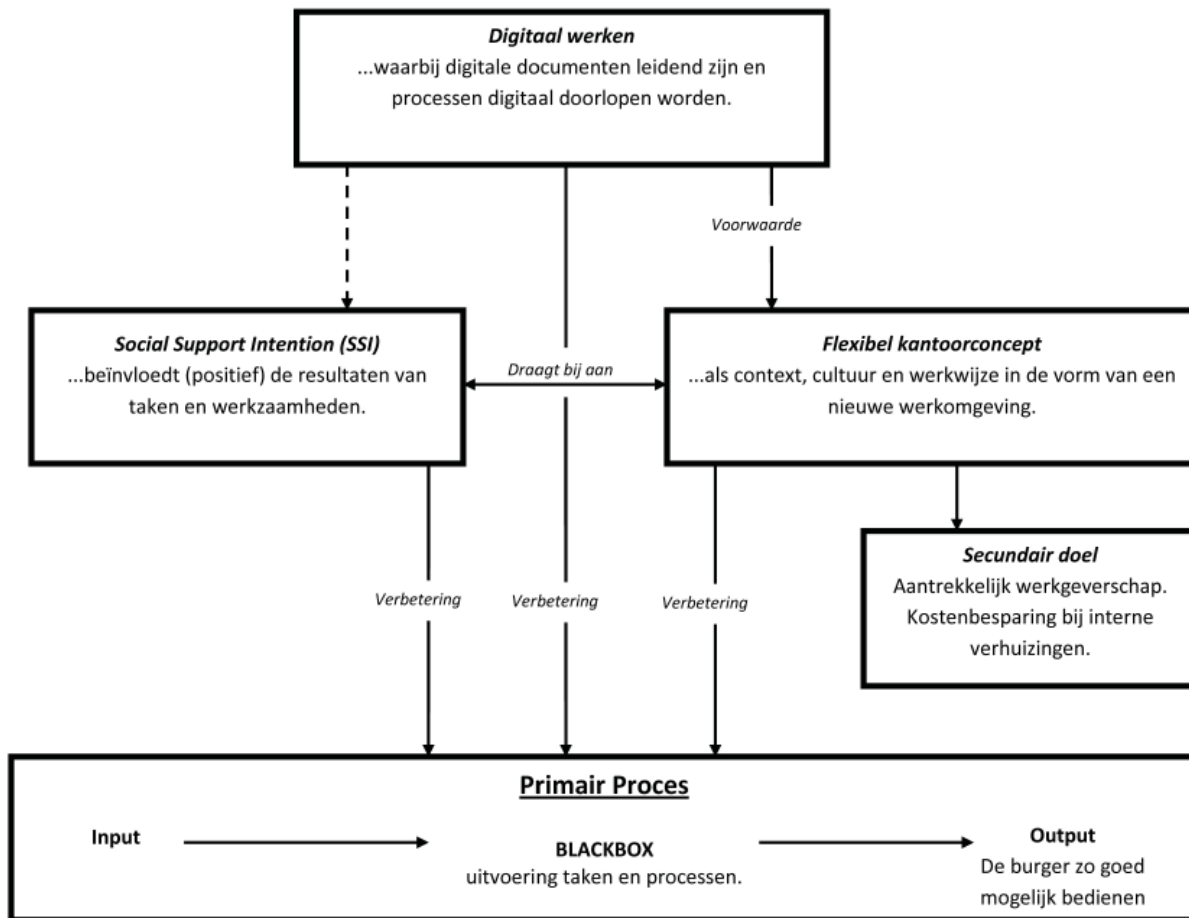 Digitaal werken
...waarbij digitale documenten leidend zijn en
processen digitaal doorlopen worden.
Voorwaarde
Social Support Intention (SSI)
...beïnvloedt (positief) de resultaten van
taken en werkzaamheden.
Draagt bij aan
Flexibel kantoorconcept
...als context, cultuur en werkwijze in de vorm van een
nieuwe werkomgeving.
Secundair doel
Aantrekkelijk werkgeverschap.
Kostenbesparing bij interne
verhuizingen.
Verbetering
Verbetering
Verbetering
Primair Proces
Input
BLACKBOX
uitvoering taken en processen.
Output
De burger zo goed
mogelijk bedienen